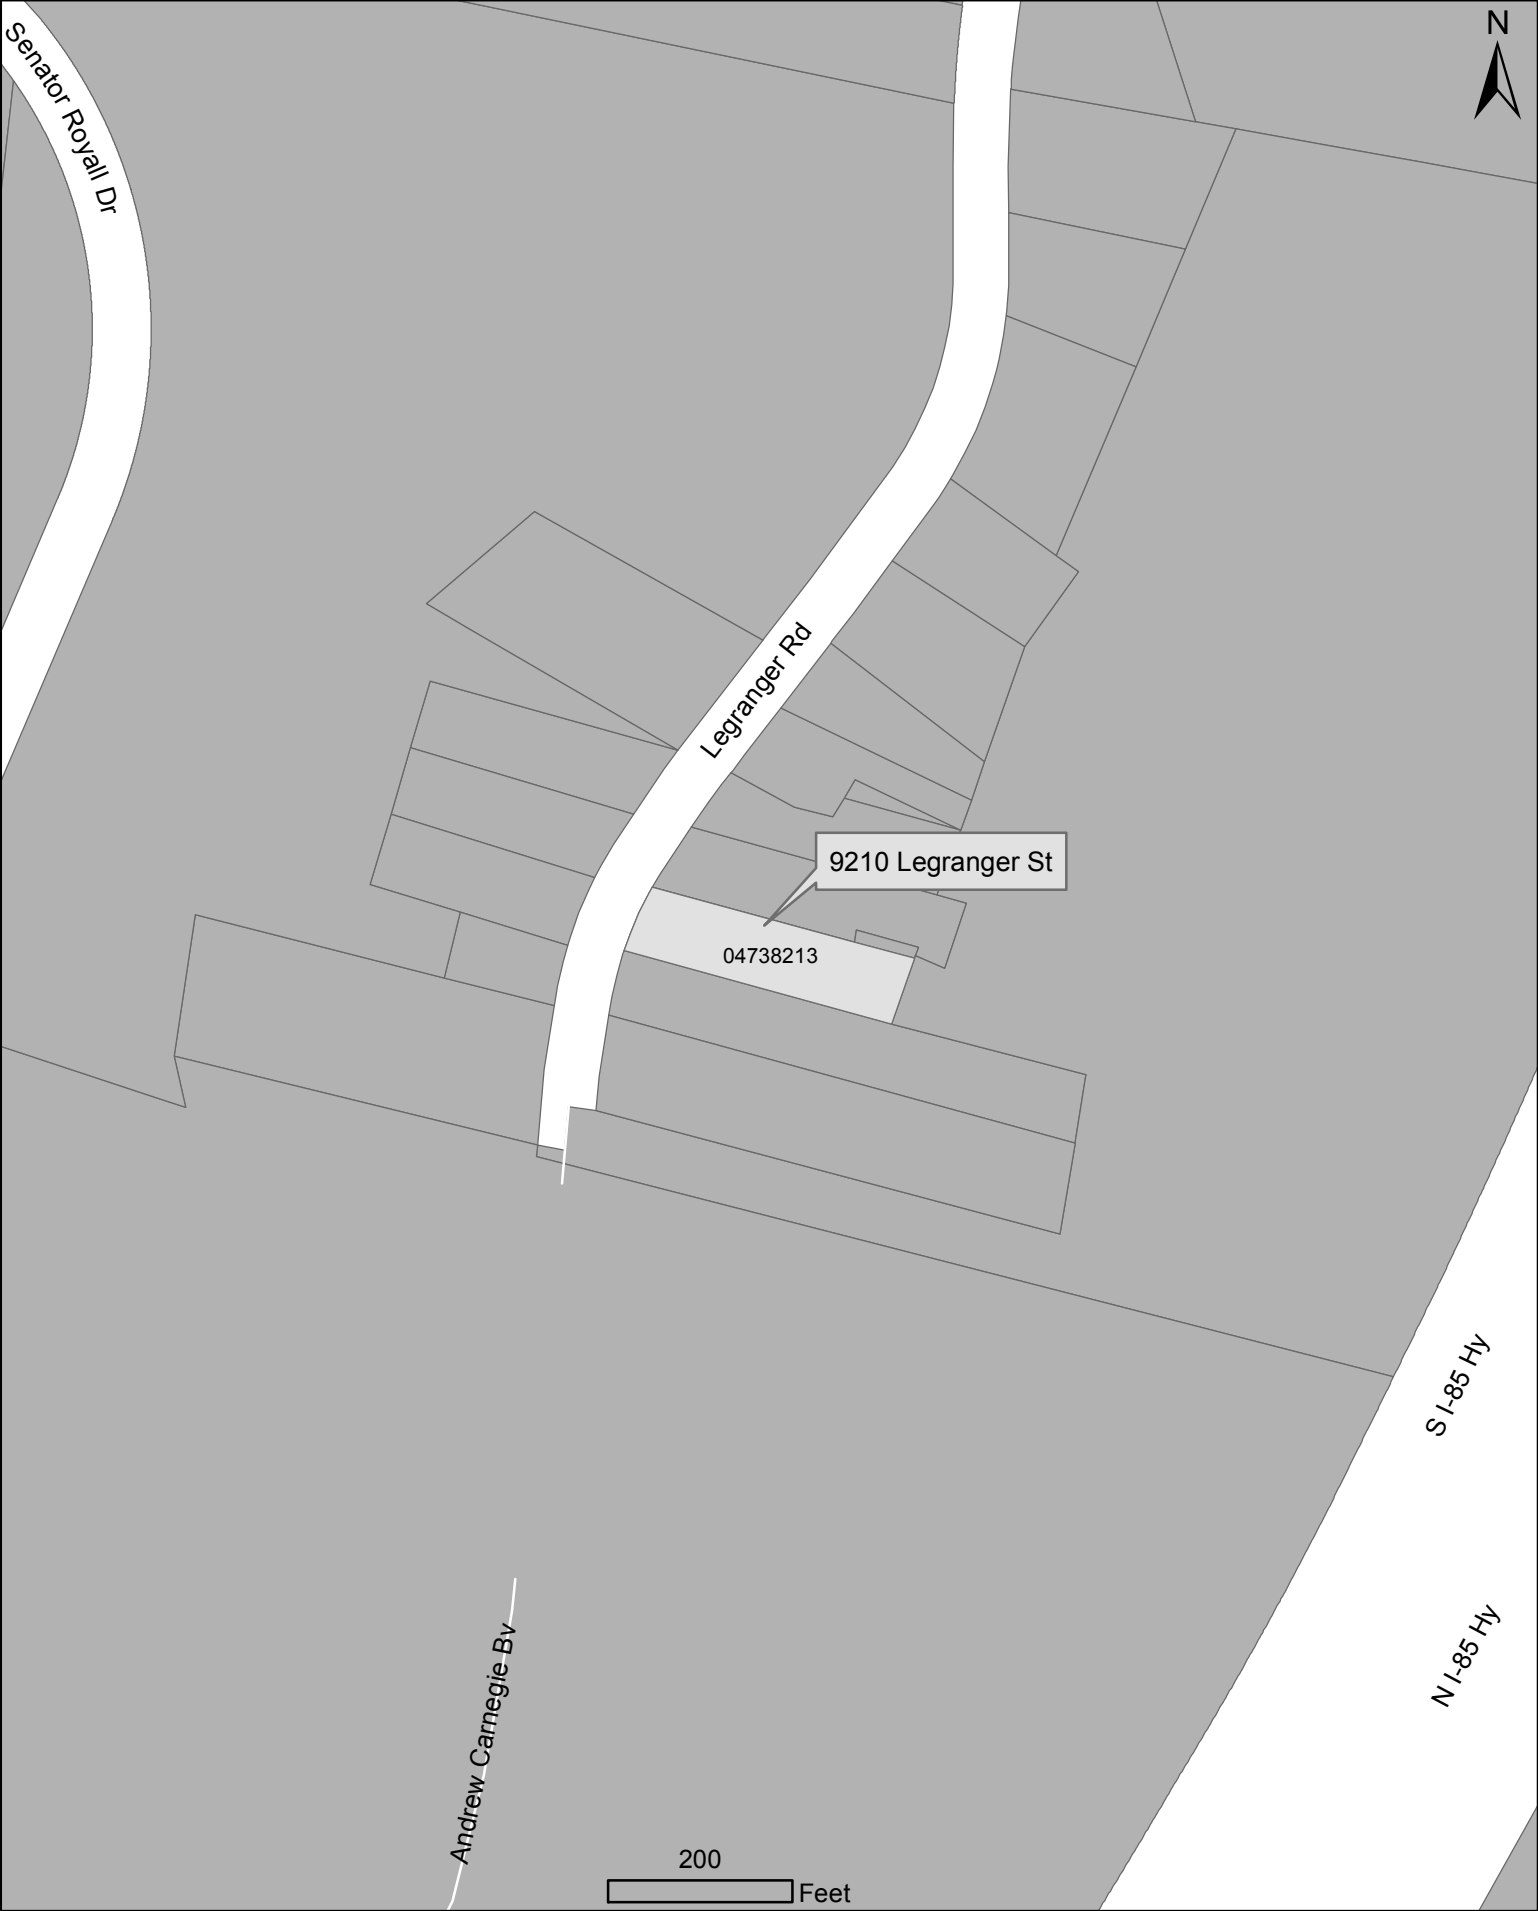 N
Senator Royall Dr
Legranger Rd
9210 Legranger St
04738213
S I-85 Hy
N I-85 Hy
Andrew Carnegie Bv
200
Feet